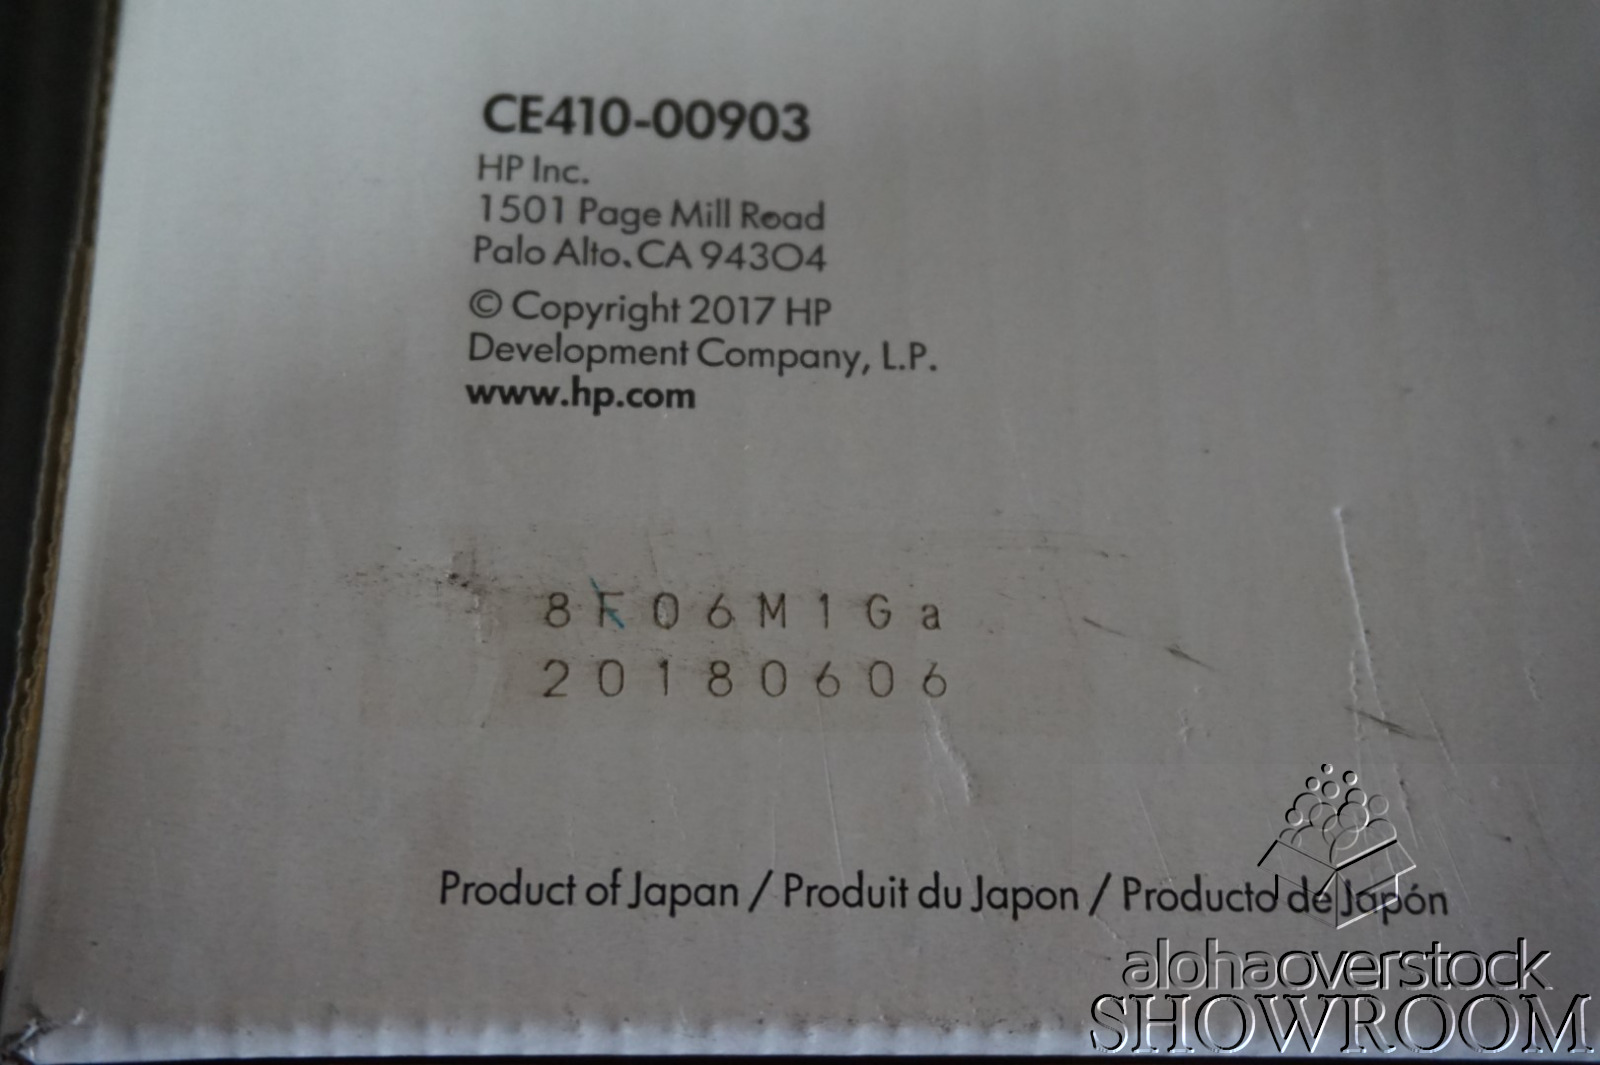 CE410-00903
HP Inc.
1501 Page Mill Road
Palo Alto, CA 94304
© Copyright 2017 HP
Development Company, L.P.
www.hp.com
8F06M1Ga
20180606
Product of Japan / Produit du Japon / Producto de Japón
alohaoverstock
SHOWROOM